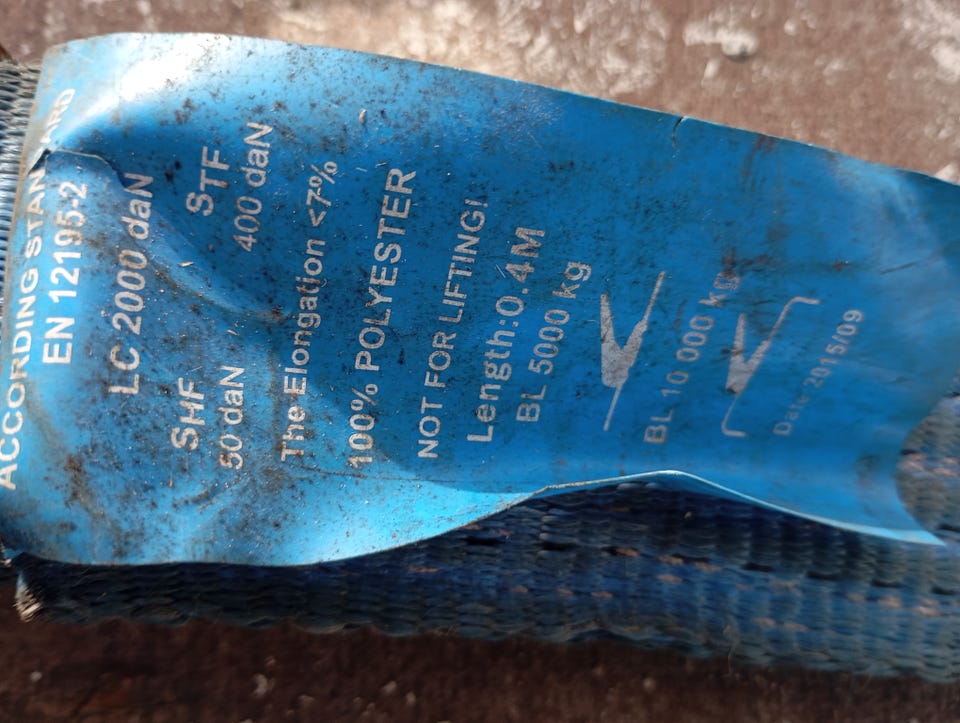 ACCORDING STANDARD
EN 12195-2
LC 2000 daN
SHF STF
50 daN 400 daN
The Elongation <7%
100% POLYESTER
NOT FOR LIFTING!
Length:0.4M
BL 5000 kg
BL 10 000 kg
Date 2015/09